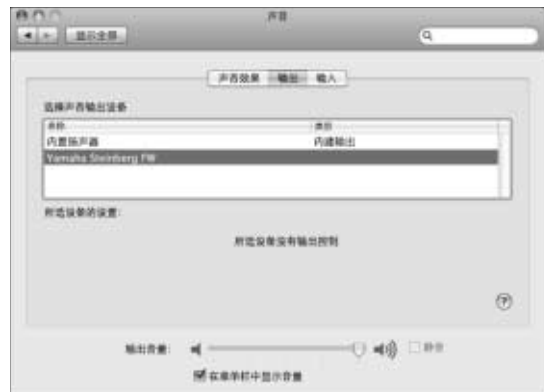 声音
显示全部
声音效果 输出 输入
选择声音输出设备
名称 类型
内置扬声器 内建输出
Yamaha Steinberg FW
所选设备的设置:
所选设备没有输出控制
?
输出音量: 静音
在菜单栏中显示音量